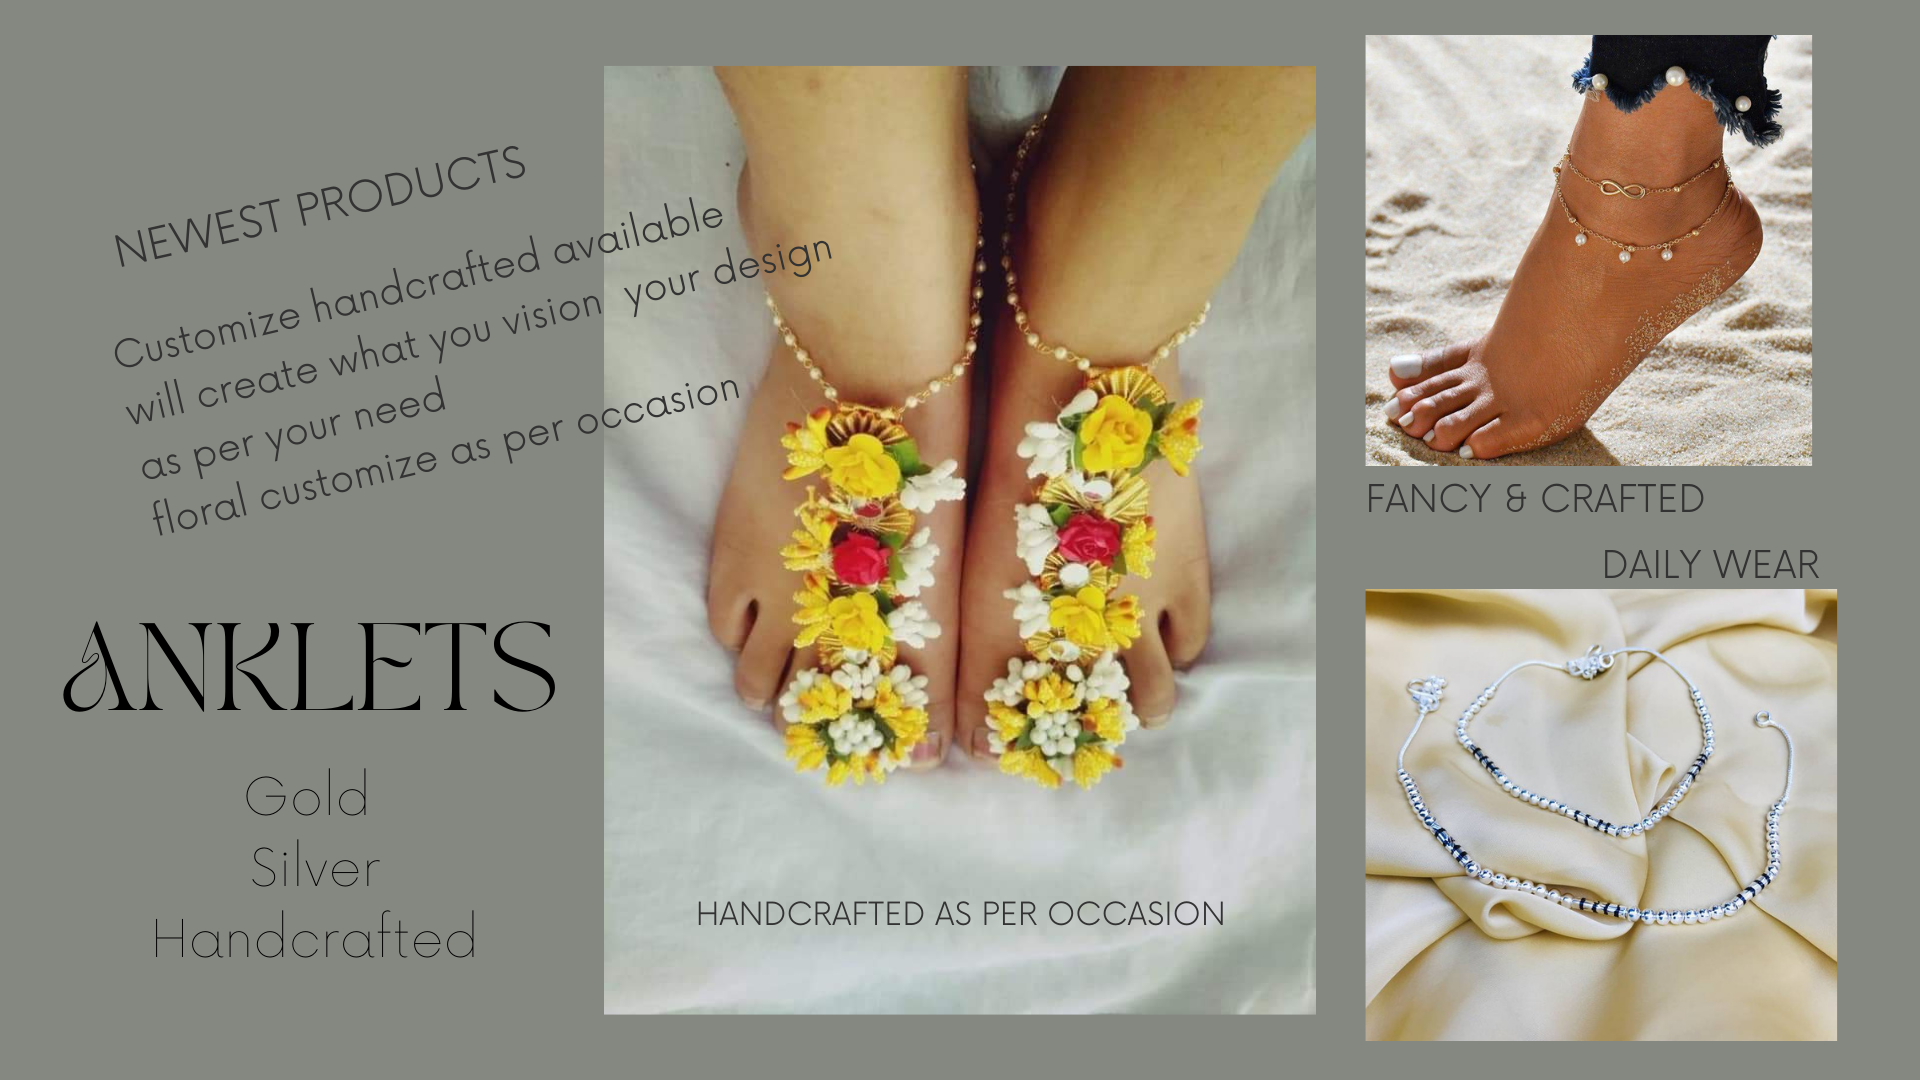 NEWEST PRODUCTS
Customize handcrafted available
will create what you vision your design
as per your need
floral customize as per occasion
ANKLETS
Gold
Silver
Handcrafted
HANDCRAFTED AS PER OCCASION
FANCY & CRAFTED
DAILY WEAR